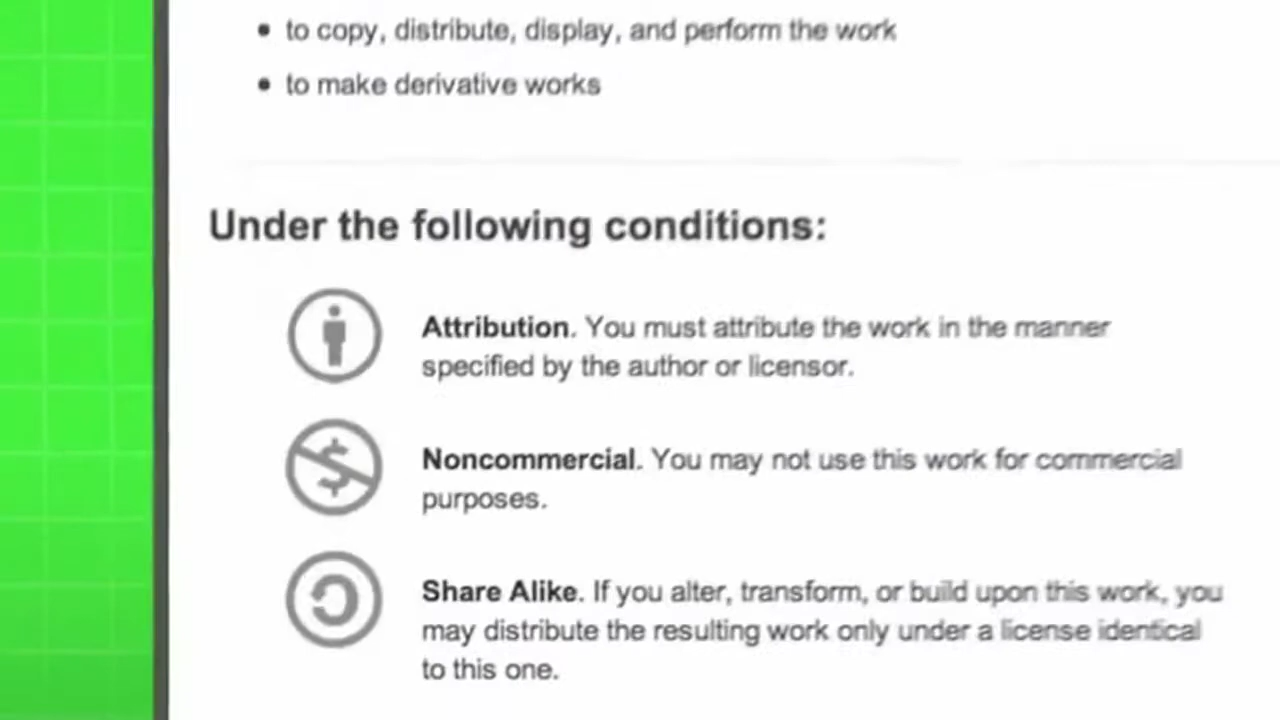 • to copy, distribute, display, and perform the work
• to make derivative works
Under the following conditions:
Attribution. You must attribute the work in the manner
specified by the author or licensor.
Noncommercial. You may not use this work for commercial
purposes.
Share Alike. If you alter, transform, or build upon this work, you
may distribute the resulting work only under a license identical
to this one.